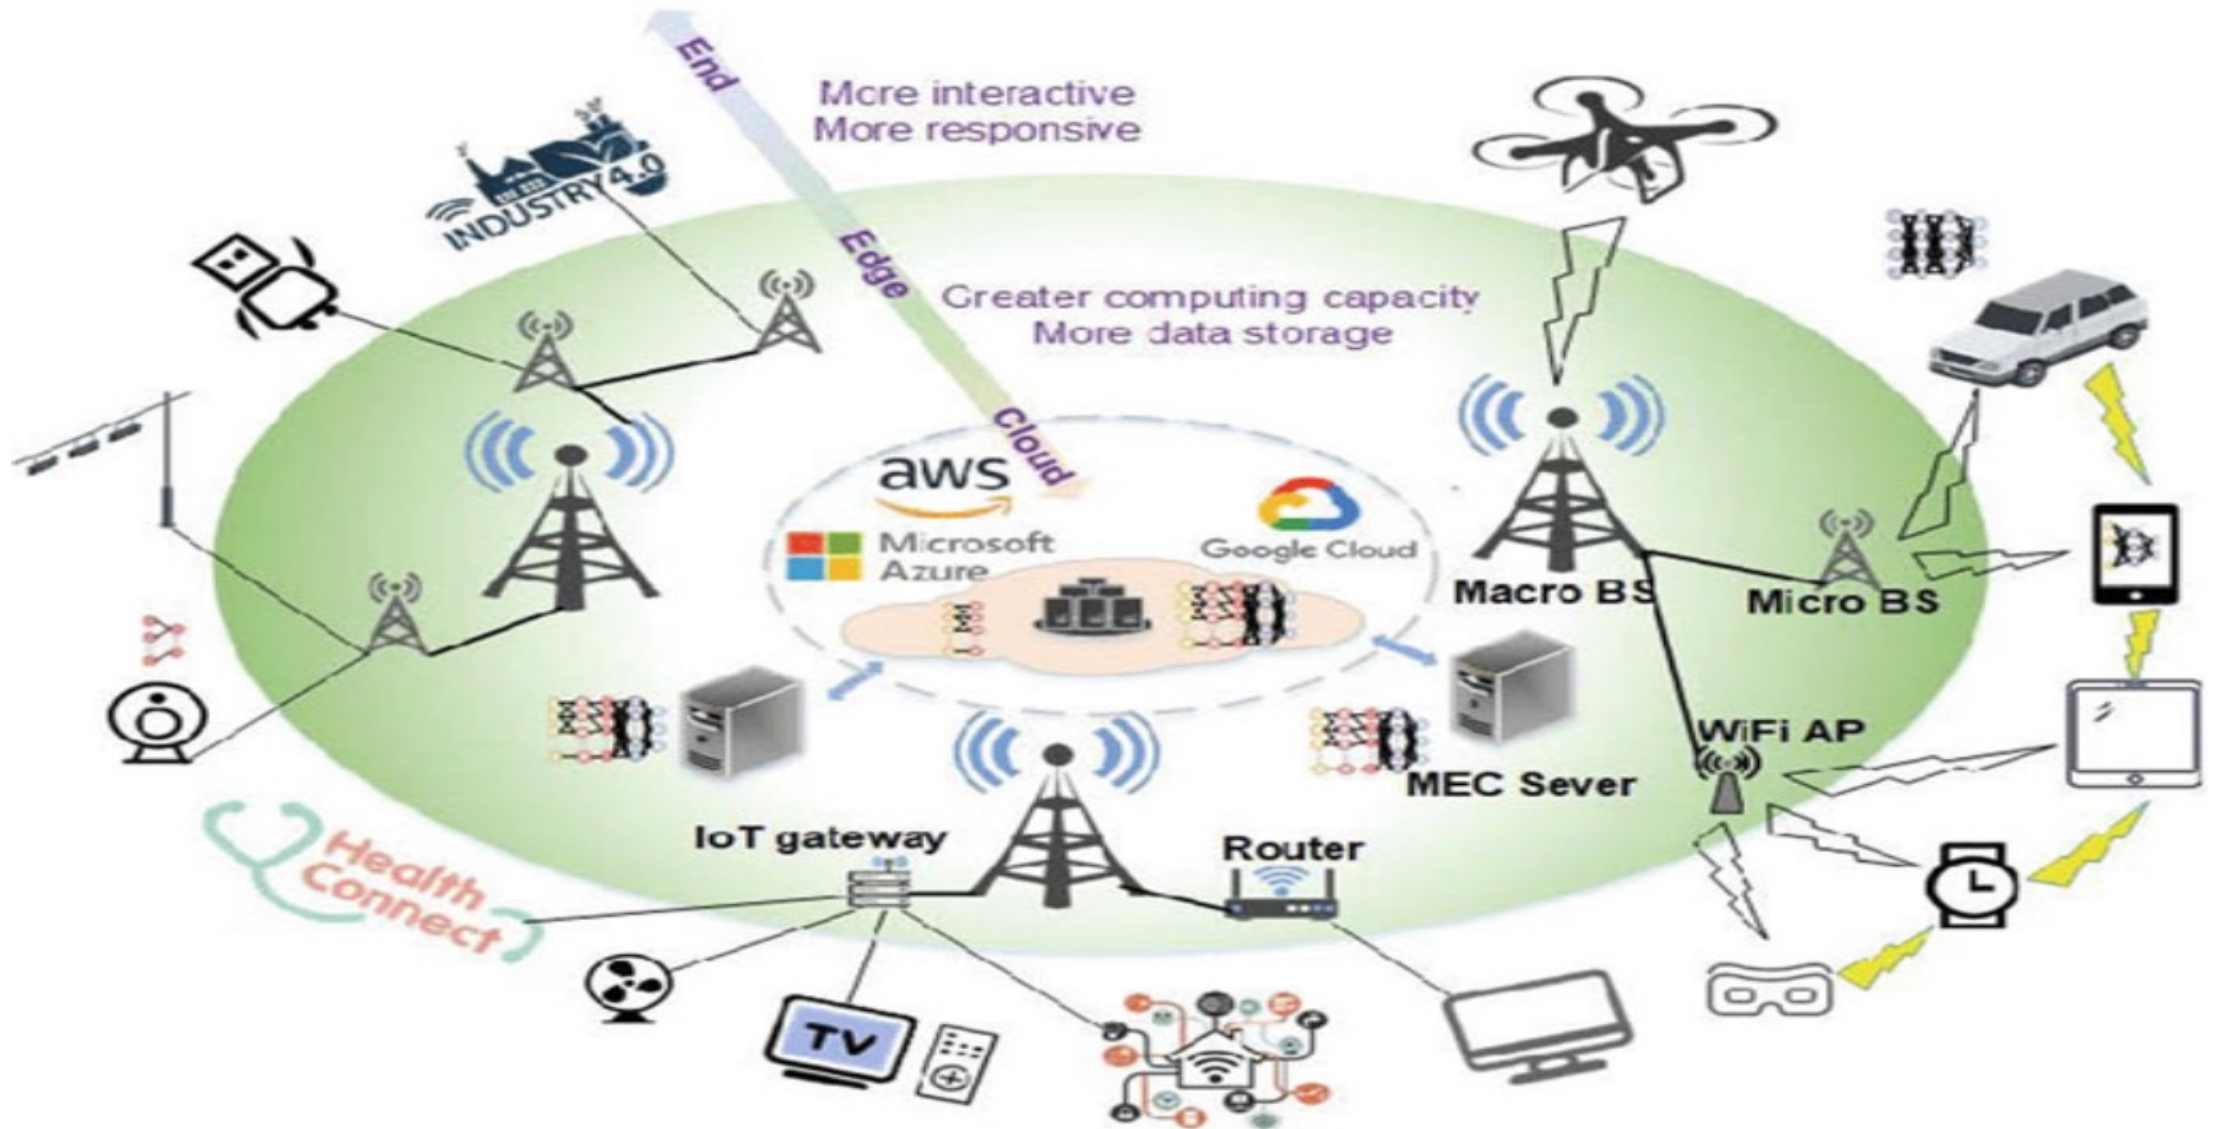 End
More interactive
More responsive
INDUSTRY 4.0
Edge
Greater computing capacity
More data storage
Cloud
aws
Microsoft
Azure
Google Cloud
Macro BS
Micro BS
WiFi AP
MEC Sever
IoT gateway
Router
Health
Connect
TV